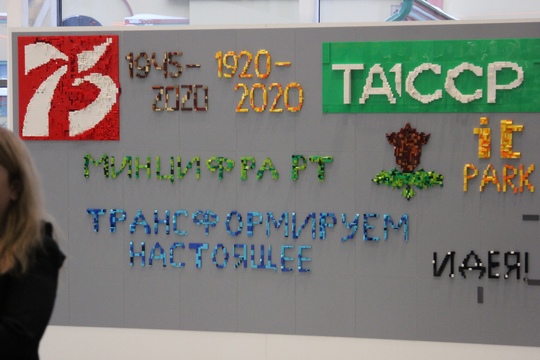 75
1945-
2020
1920-
2020
ТАССР
МИНЦИФРА РТ
it
PARK
ТРАНСФОРМИРУЕМ
НАСТОЯЩЕЕ
ИДЕЯ!